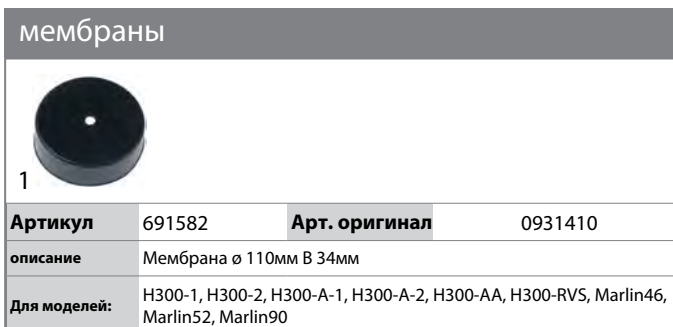 мембраны
1
Артикул 691582 Арт. оригинал 0931410
описание Мембрана ø 110мм В 34мм
Для моделей: H300-1, H300-2, H300-A-1, H300-A-2, H300-AA, H300-RVS, Marlin46,
Marlin52, Marlin90